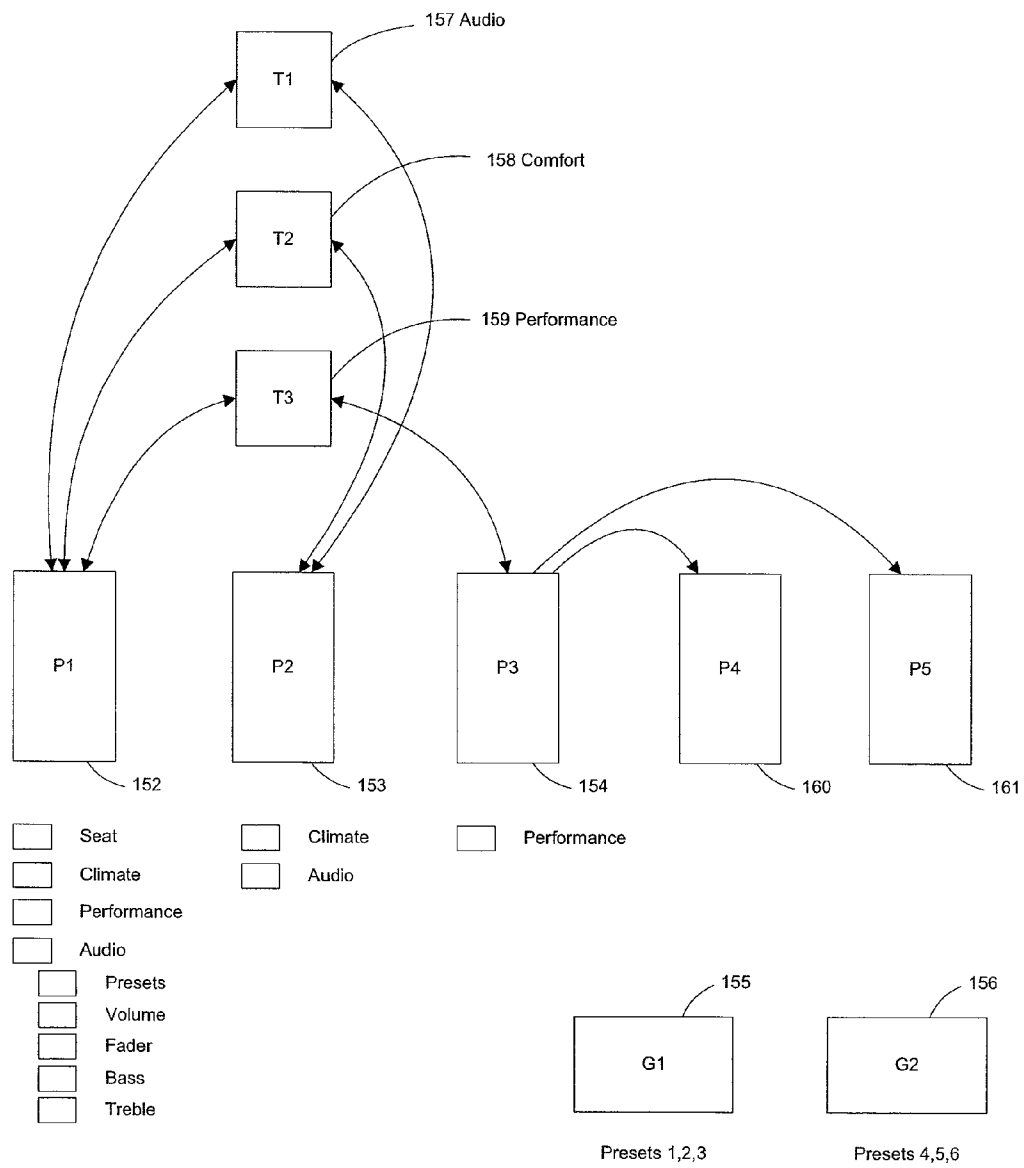 157 Audio
T1
158 Comfort
T2
159 Performance
T3
P1
P2
P3
P4
P5
152
153
154
160
161
Seat
Climate
Performance
Climate
Audio
Performance
Audio
Presets
Volume
Fader
Bass
Treble
155
156
G1
G2
Presets 1,2,3
Presets 4,5,6